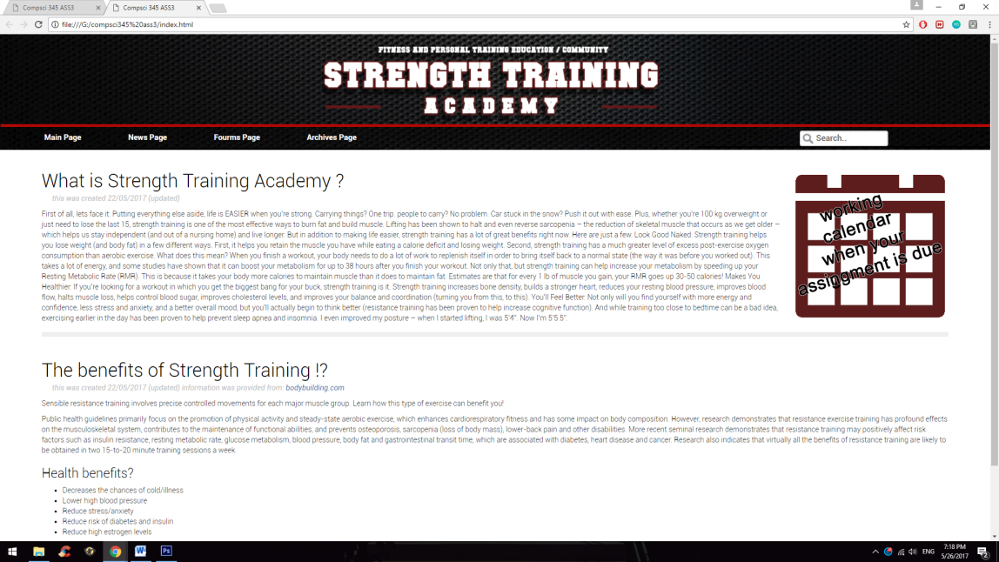 Compsci 345 ASS3
Compsci 345 ASS3
file:///G:/compsci345%20ass3/index.html
FITNESS AND PERSONAL TRAINING EDUCATION / COMMUNITY
STRENGTH TRAINING
ACADEMY
Main Page
News Page
Fourms Page
Archives Page
Search..
What is Strength Training Academy ?
this was created 22/05/2017 (updated)
First of all, lets face it. Putting everything else aside, life is EASIER when you're strong. Carrying things? One trip. people to carry? No problem. Car stuck in the snow? Push it out with ease. Plus, whether you're 100 kg overweight or
just need to lose the last 15, strength training is one of the most effective ways to burn fat and build muscle. Lifting has been shown to halt and even reverse sarcopenia – the reduction of skeletal muscle that occurs as we get older –
which helps us stay independent (and out of a nursing home) and live longer. But in addition to making life easier, strength training has a lot of great benefits right now. Here are just a few. Look Good Naked: Strength training helps
you lose weight (and body fat) in a few different ways. First, it helps you retain the muscle you have while eating a calorie deficit and losing weight. Second, strength training has a much greater level of excess post-exercise oxygen
consumption than aerobic exercise. What does this mean? When you finish a workout, your body needs to do a lot of work to replenish itself in order to bring itself back to a normal state (the way it was before you worked out). This
takes a lot of energy, and some studies have shown that it can boost your metabolism for up to 38 hours after you finish your workout. Not only that, but strength training can help increase your metabolism by speeding up your
Resting Metabolic Rate (RMR). This is because it takes your body more calories to maintain muscle than it does to maintain fat. Estimates are that for every 1 lb of muscle you gain, your RMR goes up 30-50 calories! Makes You
Healthier: If you're looking for a workout in which you get the biggest bang for your buck, strength training is it. Strength training increases bone density, builds a stronger heart, reduces your resting blood pressure, improves blood
flow, halts muscle loss, helps control blood sugar, improves cholesterol levels, and improves your balance and coordination (turning you from this, to this). You'll Feel Better: Not only will you find yourself with more energy and
confidence, less stress and anxiety, and a better overall mood, but you'll actually begin to think better (resistance training has been proven to help increase cognitive function). And while training too close to bedtime can be a bad idea,
exercising earlier in the day has been proven to help prevent sleep apnea and insomnia. I even improved my posture – when I started lifting, I was 5'4". Now I'm 5'5.5".
working
calendar
when your
assingment is due
The benefits of Strength Training !?
this was created 22/05/2017 (updated) information was provided from: bodybuilding.com
Sensible resistance training involves precise controlled movements for each major muscle group. Learn how this type of exercise can benefit you!
Public health guidelines primarily focus on the promotion of physical activity and steady-state aerobic exercise, which enhances cardiorespiratory fitness and has some impact on body composition. However, research demonstrates that resistance exercise training has profound effects
on the musculoskeletal system, contributes to the maintenance of functional abilities, and prevents osteoporosis, sarcopenia (loss of body mass), lower-back pain and other disabilities. More recent seminal research demonstrates that resistance training may positively affect risk
factors such as insulin resistance, resting metabolic rate, glucose metabolism, blood pressure, body fat and gastrointestinal transit time, which are associated with diabetes, heart disease and cancer. Research also indicates that virtually all the benefits of resistance training are likely to
be obtained in two 15-to-20 minute training sessions a week.
Health benefits?
• Decreases the chances of cold/illness
• Lower high blood pressure
• Reduce stress/anxiety
• Reduce risk of diabetes and insulin
• Reduce high estrogen levels
ENG
7:18 PM
5/26/2017
2